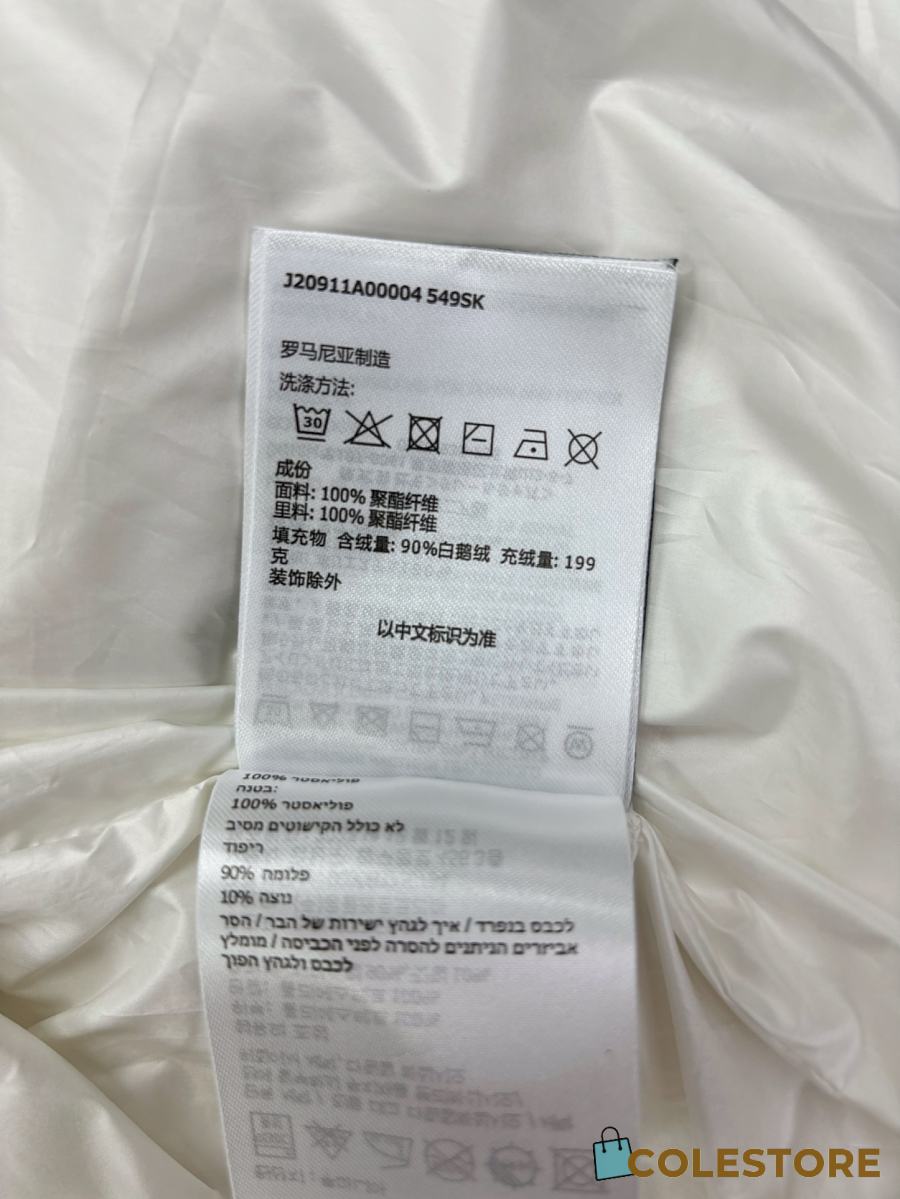 J20911A00004 549SK
罗马尼亚制造
洗涤方法:
30
成份
面料: 100% 聚酯纤维
里料: 100% 聚酯纤维
填充物 含绒量: 90%白鹅绒 充绒量: 199
克
装饰除外
以中文标识为准
100% פוליאסטר
בטנה:
100% פוליאסטר
לא כולל הקישוטים מסיב
ריפוד
90% פלומה
10% נוצה
לכבס בנפרד / איך לגהץ ישירות של הבר / הסר
אביזרים הניתנים להסרה לפני הכביסה / מומלץ
לכבס ולגהץ הפוך
COLESTORE